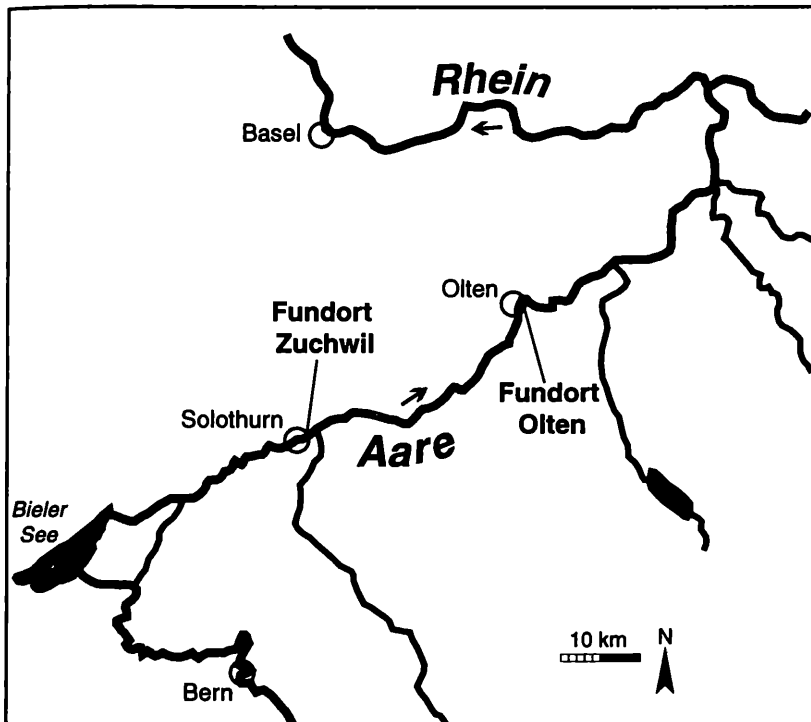 Rhein
Basel
Olten
Fundort
Zuchwil
Fundort
Olten
Solothurn
Aare
Bieler
See
10 km
N
Bern